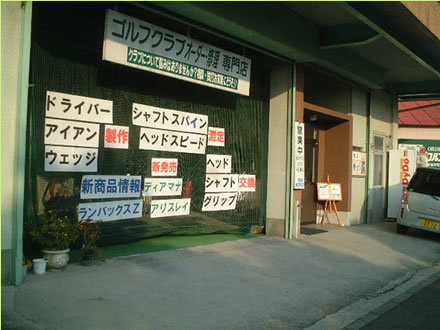 ゴルフクラブオーダー・修理 専門店
ドライバー
アイアン
ウェッジ
製作
シャフトスパイン
ヘッドスピード
測定
新発売
新商品情報
ランバックスZ
ディアマナ
アリスレイ
ヘッド
シャフト
グリップ
交換
営業中